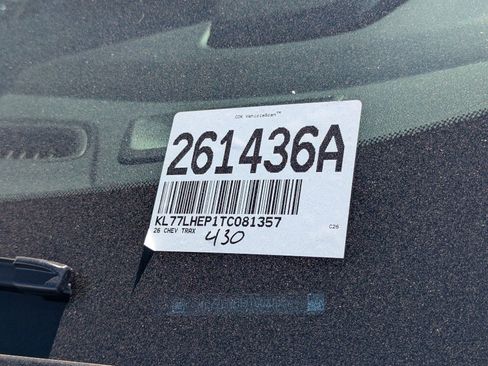 CDK VehicleScan™
261436A
KL77LHEP1TC081357
26 CHEV TRAX
C26
430